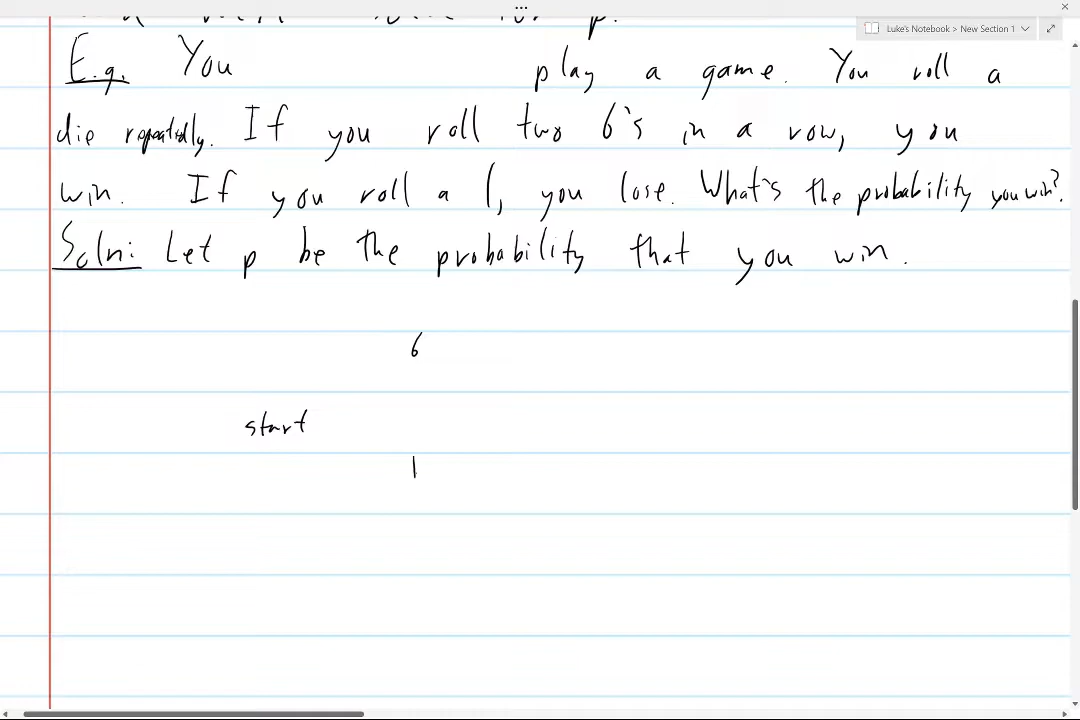 Luke's Notebook > New Section 1
E.g. You play a game. You roll a
die repeatedly. If you roll two 6's in a row, you
win. If you roll a 1, you lose. What's the probability you win?
Soln: Let p be the probability that you win.
6
start
1